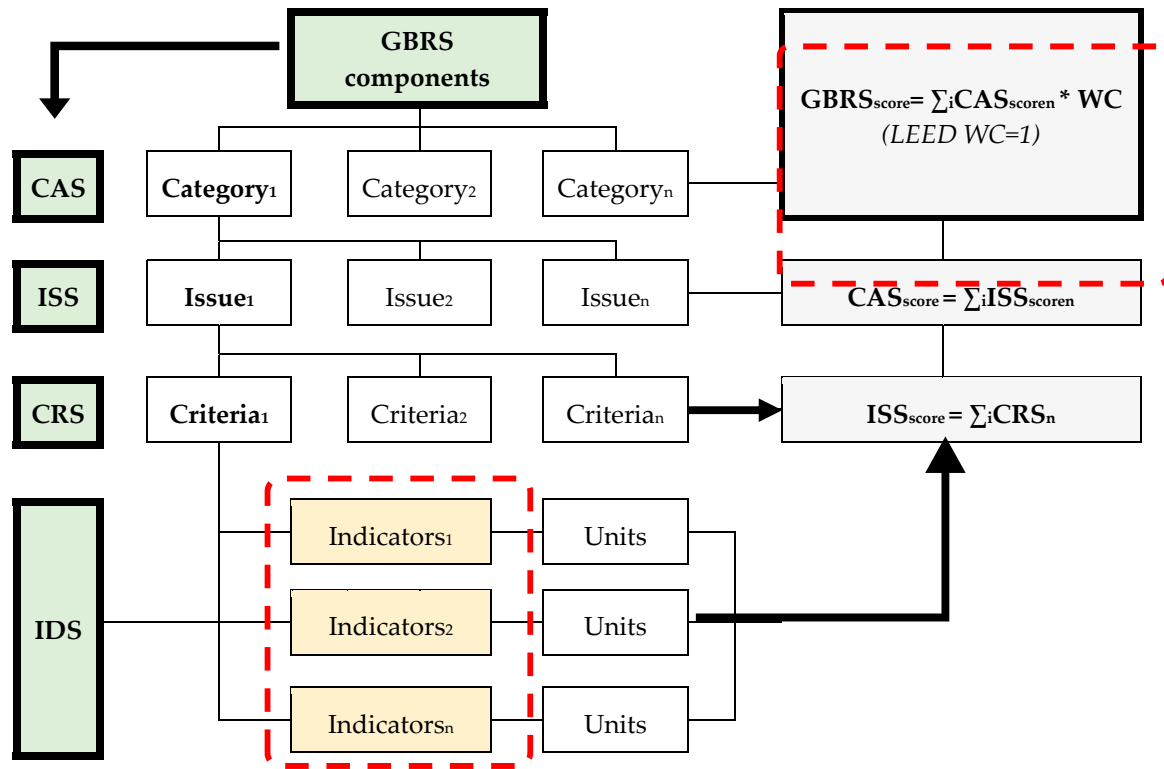 GBRS
components
GBRSscore= ∑iCASscoren * WC
(LEED WC=1)
CAS
Category1
Category2
Categoryn
ISS
Issue1
Issue2
Issuen
CASscore = ∑iISSscoren
CRS
Criteria1
Criteria2
Criterian
ISSscore = ∑iCRSn
IDS
Indicators1
Units
Indicators2
Units
Indicatorsn
Units